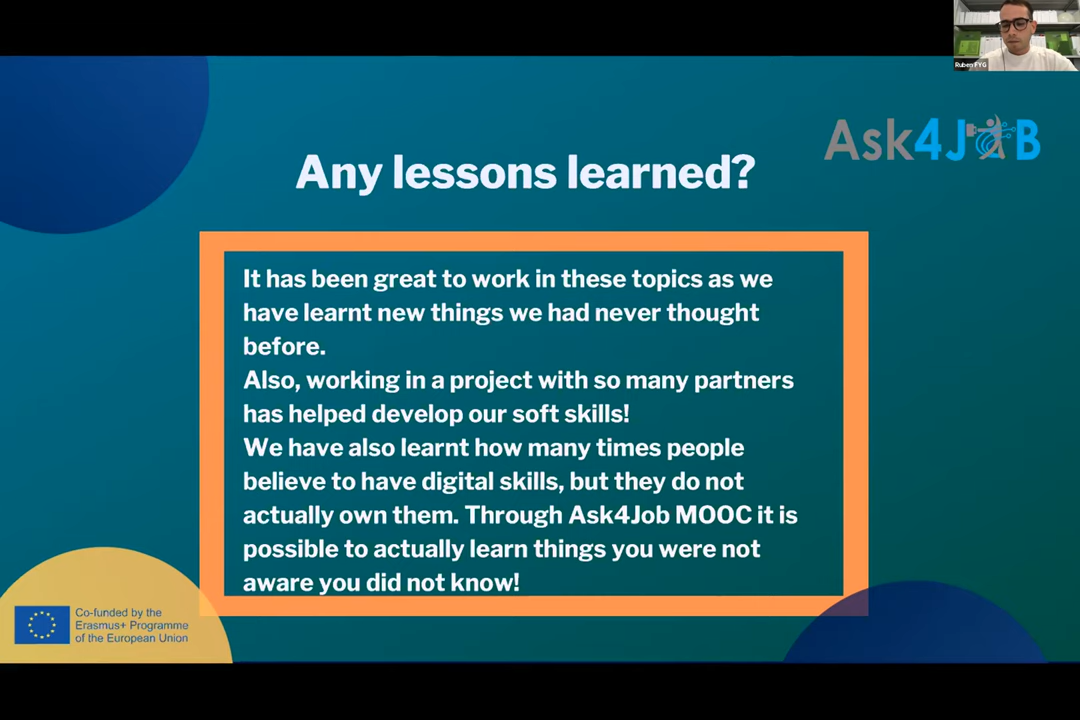 Ruben FYG
Ask4JOB
Any lessons learned?
It has been great to work in these topics as we
have learnt new things we had never thought
before.
Also, working in a project with so many partners
has helped develop our soft skills!
We have also learnt how many times people
believe to have digital skills, but they do not
actually own them. Through Ask4Job MOOC it is
possible to actually learn things you were not
aware you did not know!
Co-funded by the
Erasmus+ Programme
of the European Union